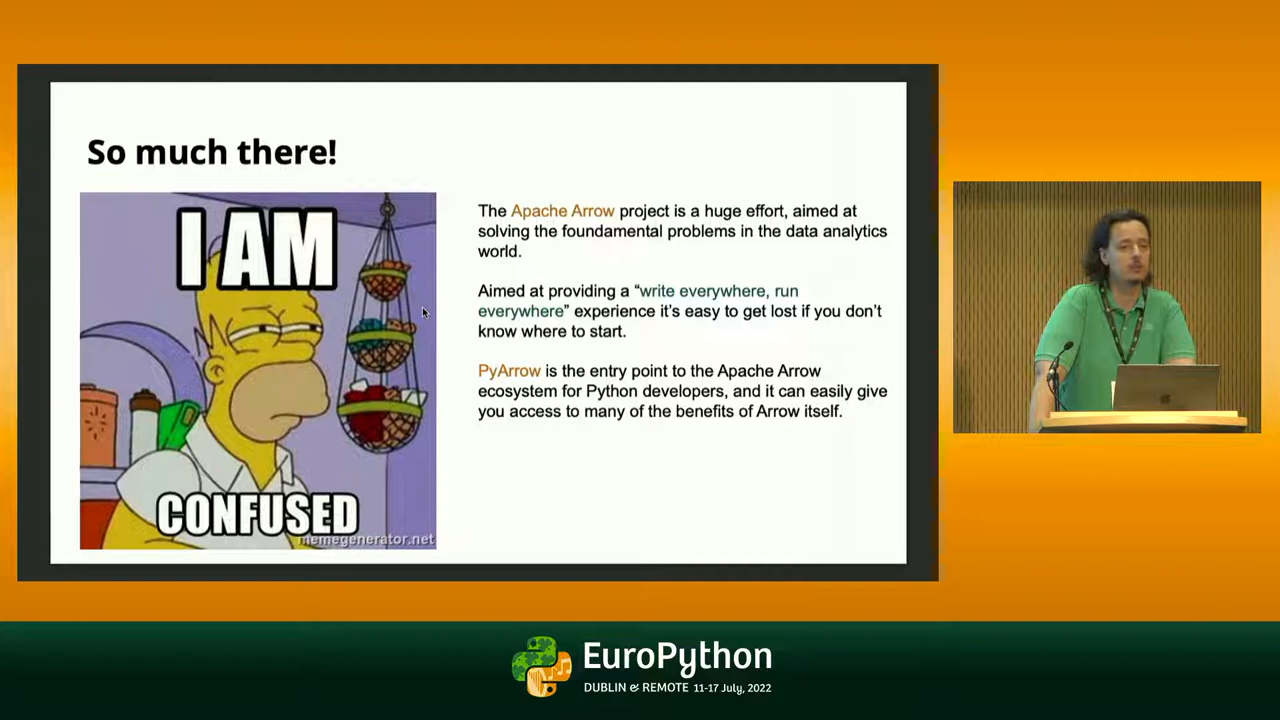 So much there!
I AM
CONFUSED
memegenerator.net
The Apache Arrow project is a huge effort, aimed at
solving the foundamental problems in the data analytics
world.
Aimed at providing a “write everywhere, run
everywhere” experience it’s easy to get lost if you don’t
know where to start.
PyArrow is the entry point to the Apache Arrow
ecosystem for Python developers, and it can easily give
you access to many of the benefits of Arrow itself.
EuroPython
DUBLIN & REMOTE 11-17 July, 2022